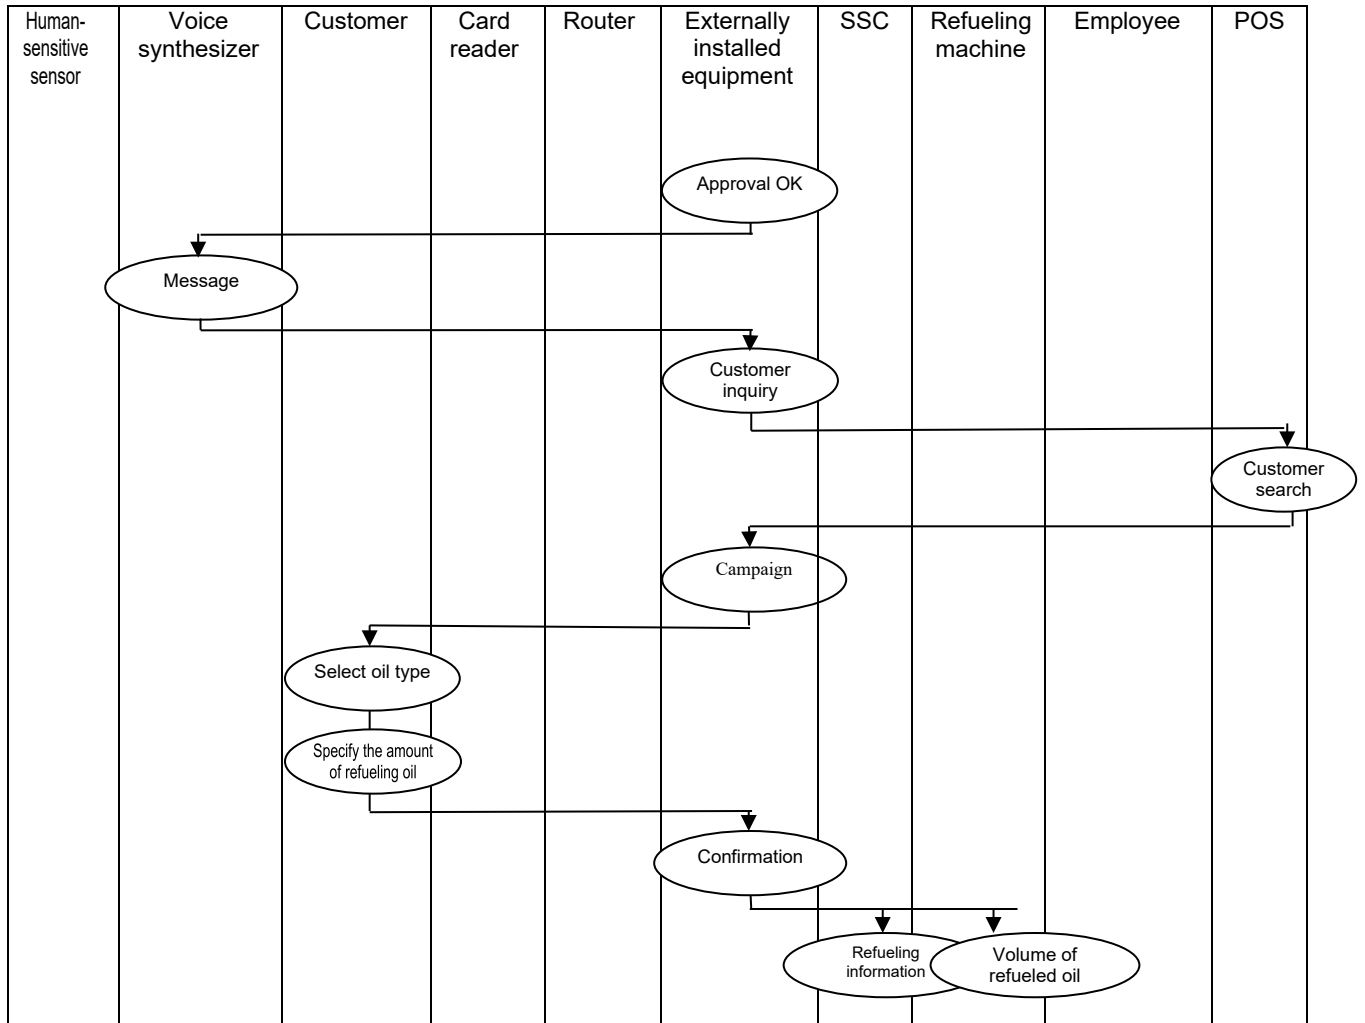 Human-
sensitive
sensor
Voice
synthesizer
Customer
Card
reader
Router
Externally
installed
equipment
SSC
Refueling
machine
Employee
POS
Approval OK
Message
Customer
inquiry
Customer
search
Campaign
Select oil type
Specify the amount
of refueling oil
Confirmation
Refueling
information
Volume of
refueled oil